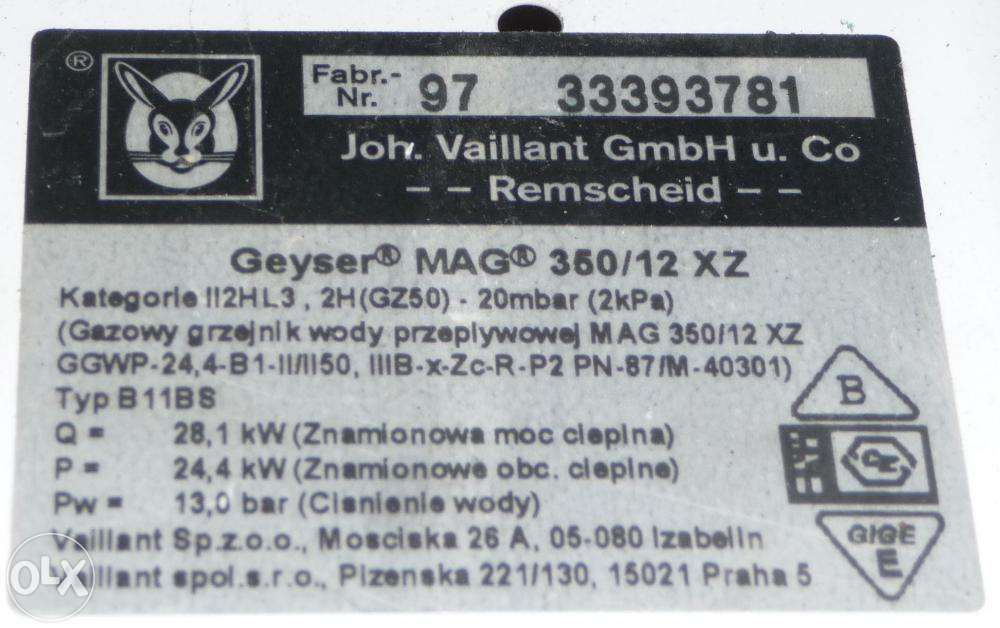 ®
Fabr.-
Nr. 97 33393781
Joh. Vaillant GmbH u. Co
– – Remscheid – –
Geyser® MAG® 350/12 XZ
Kategorie II2HL3 , 2H(GZ50) - 20mbar (2kPa)
(Gazowy grzejnik wody przeplywowej MAG 350/12 XZ
GGWP-24,4-B1-II/II50, IIIB-x-Zc-R-P2 PN-87/M-40301)
Typ B11BS
Q = 28,1 kW (Znamionowa moc cieplna)
P = 24,4 kW (Znamionowe obc. cieplne)
Pw = 13,0 bar (Cisnienie wody)
Vaillant Sp.z.o.o., Mosciska 26 A, 05-080 Izabelin
Vaillant spol.s.r.o., Plzenska 221/130, 15021 Praha 5
B
GIGE
E
OLX